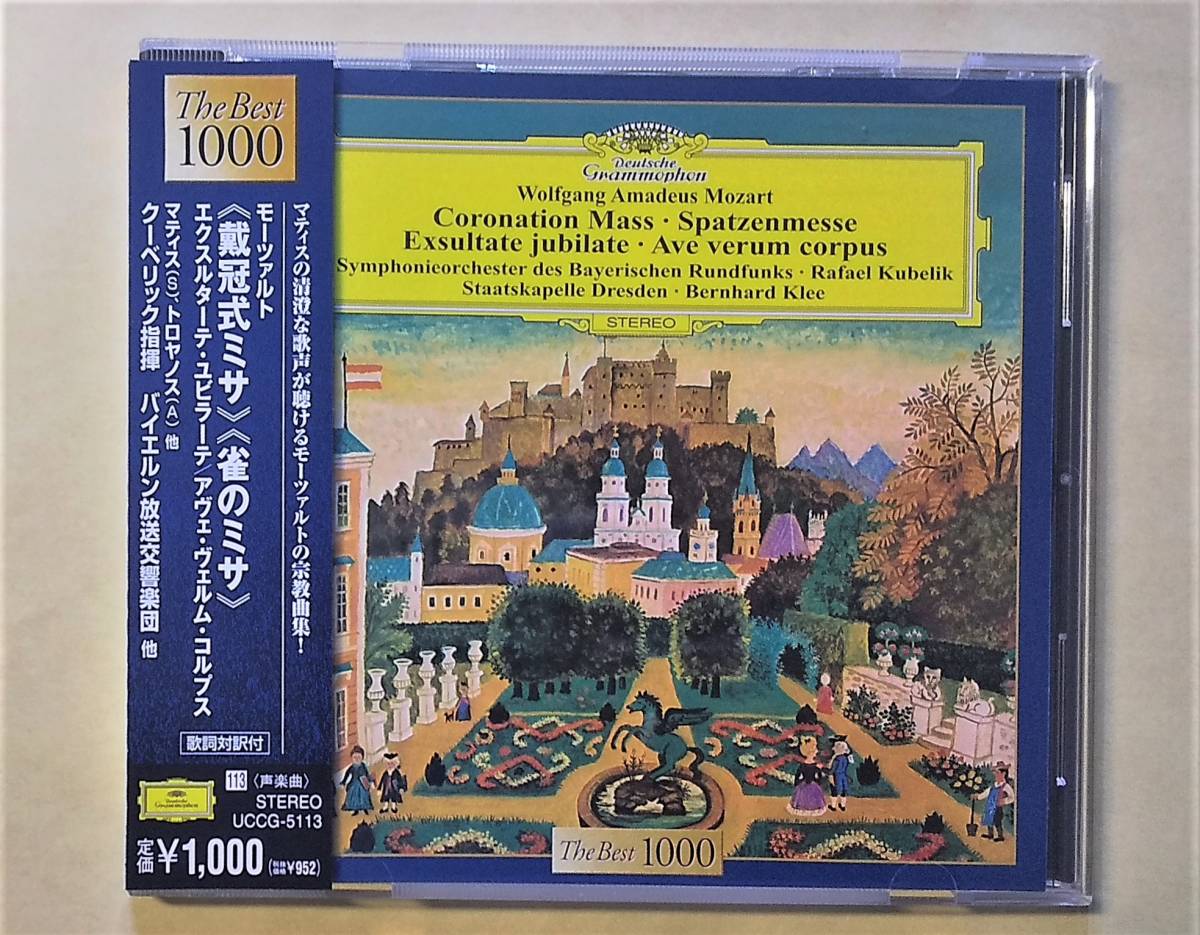 The Best
1000
マティスの清澄な歌声が聴けるモーツァルトの宗教曲集!
モーツァルト
《戴冠式ミサ》《雀のミサ》
エクスルターテ・ユビラーテ/アヴェ・ヴェルム・コルプス
マティス(S)、トロヤノス(A)他
クーベリック指揮 バイエルン放送交響楽団 他
歌詞対訳付
Deutsche
Grammophon
113 〈声楽曲〉
STEREO
UCCG-5113
定価¥1,000(税抜価格¥952)
Deutsche
Grammophon
Wolfgang Amadeus Mozart
Coronation Mass · Spatzenmesse
Exsultate jubilate · Ave verum corpus
Symphonieorchester des Bayerischen Rundfunks · Rafael Kubelik
Staatskapelle Dresden · Bernhard Klee
STEREO
The Best 1000